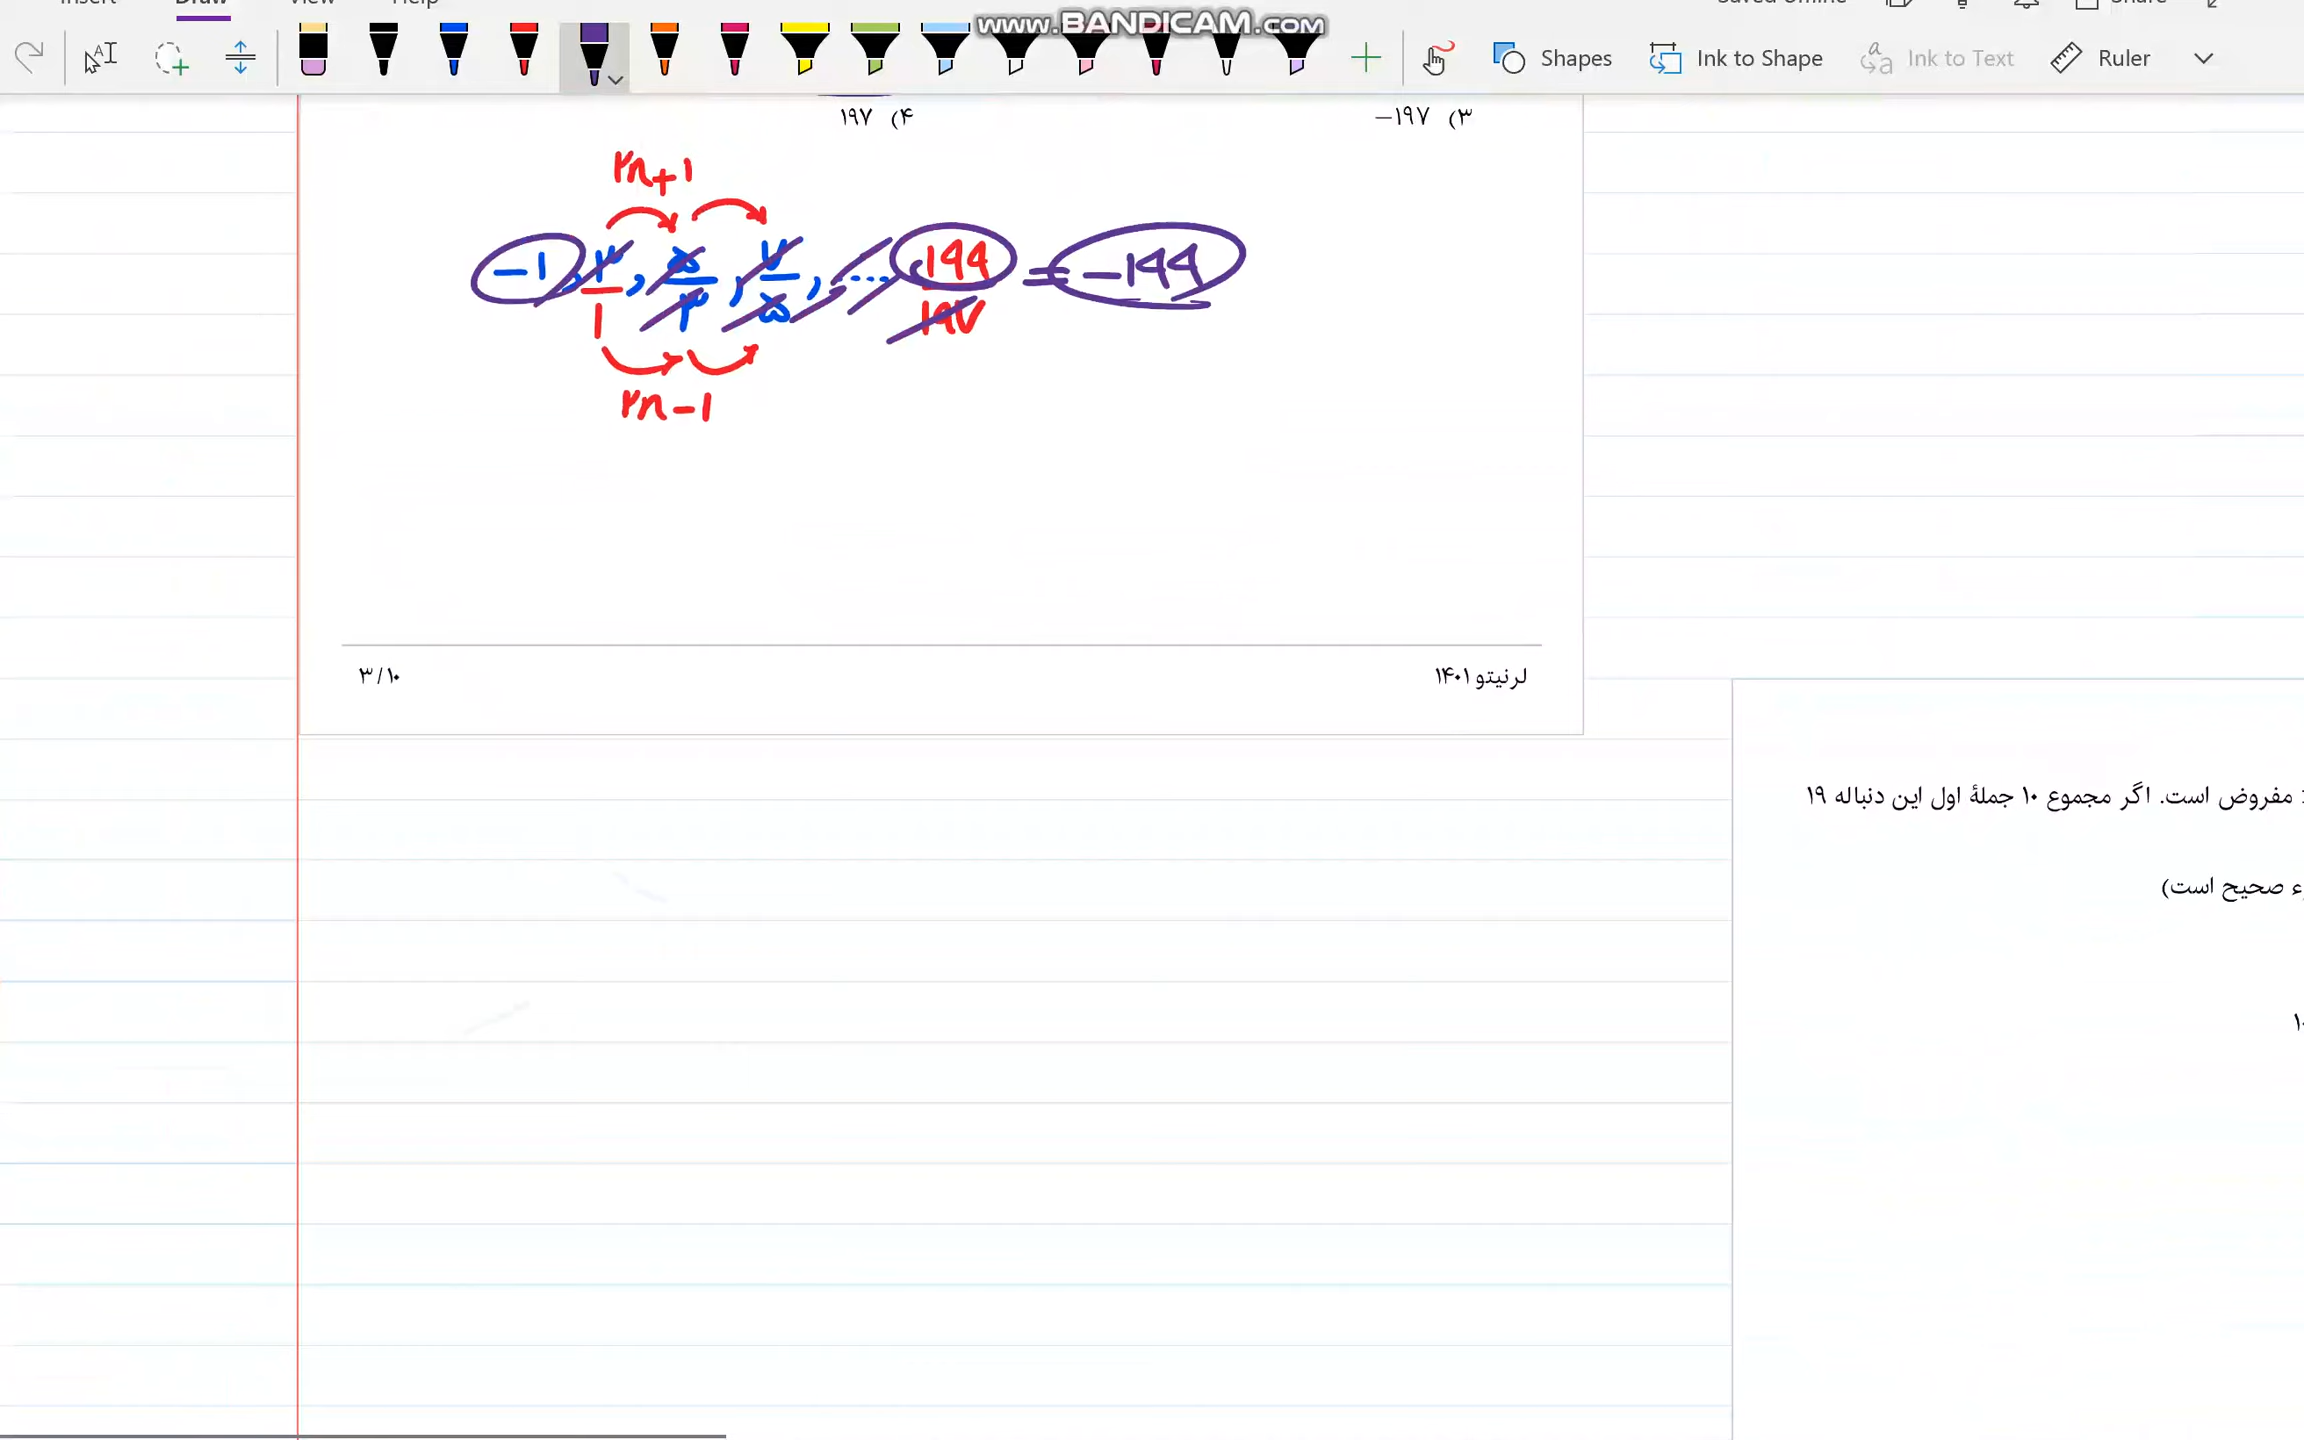 www.BANDICAM.com
Shapes Ink to Shape Ink to Text Ruler
۳) −۱۹۷ ۴) ۱۹۷
۲n+۱
−۱, ۳/۱, ۵/۳, ۷/۵, ..... ۱۹۹/۱۹۷ = −۱۹۹
۲n−۱
لرنیتو ۱۴۰۱ ۳/۱۰
: مفروض است. اگر مجموع ۱۰ جملهٔ اول این دنباله ۱۹
ء صحیح است)